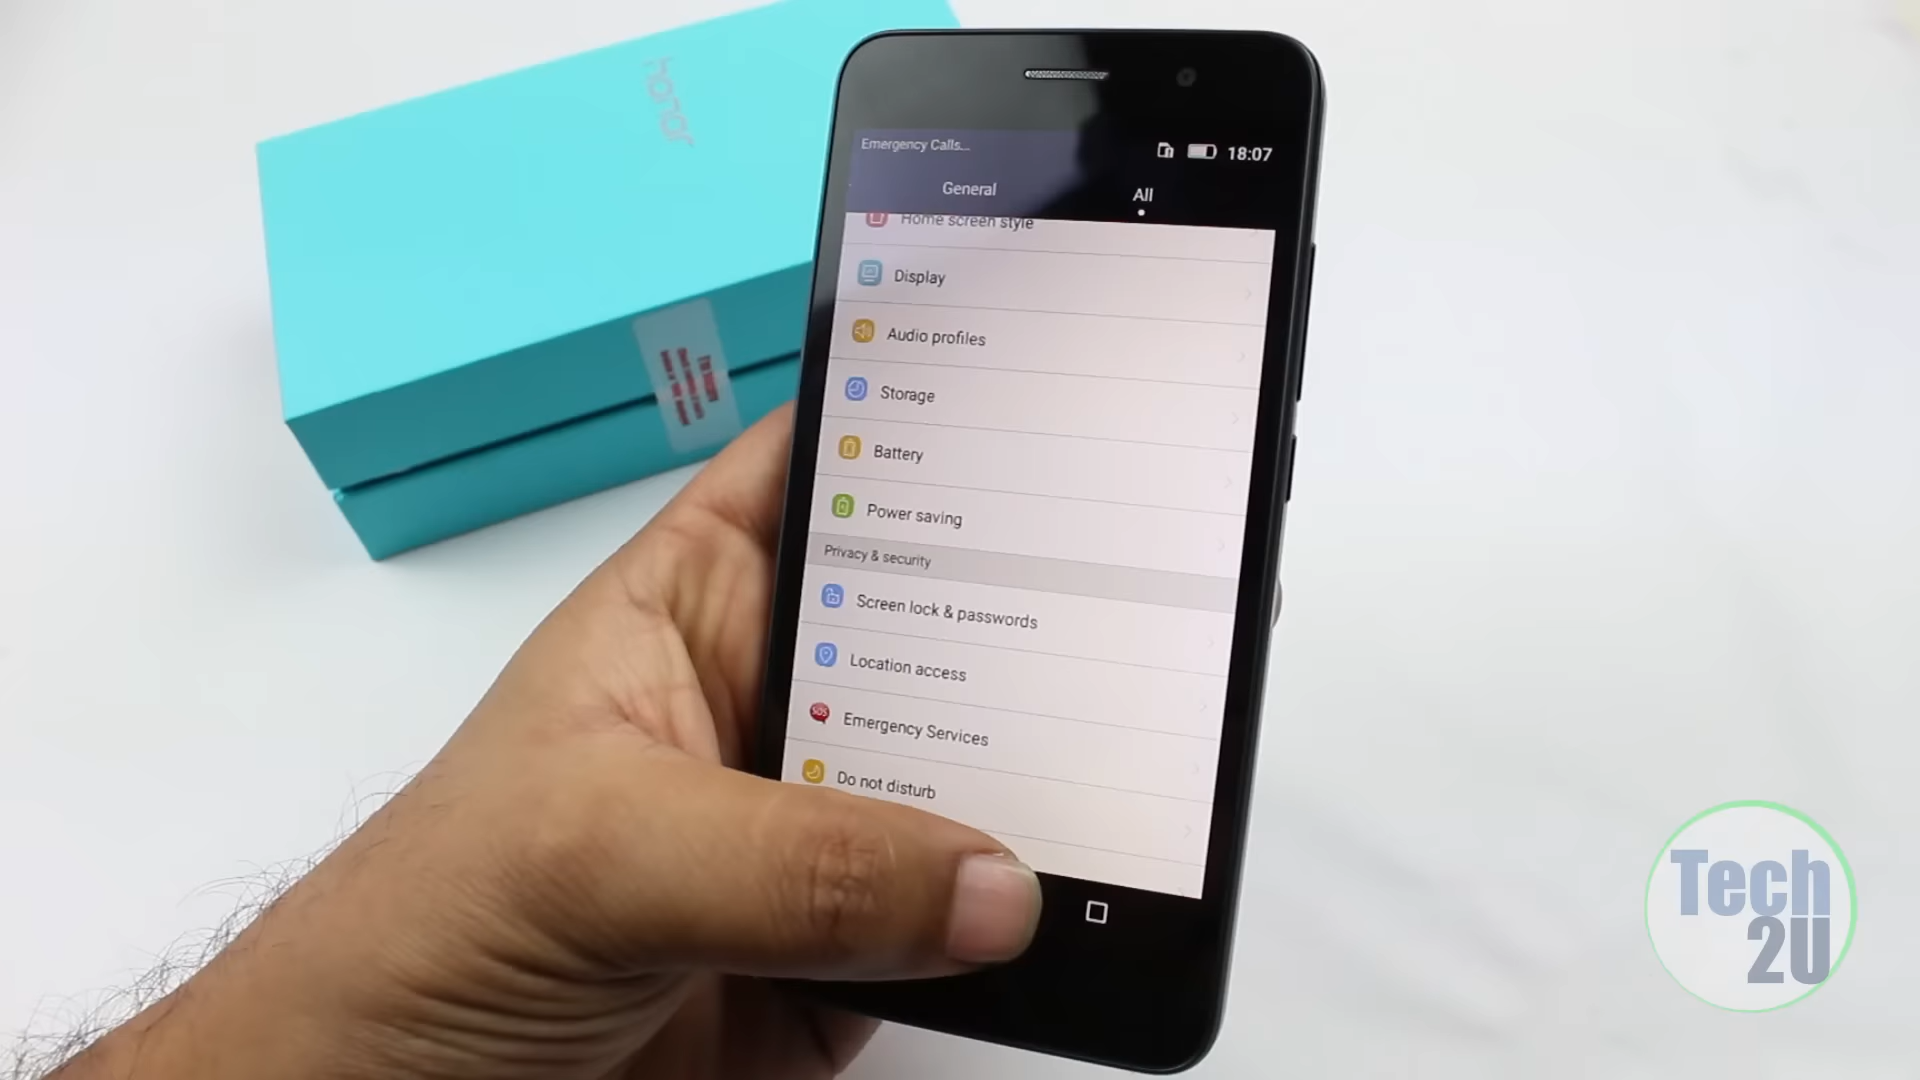 honor
Emergency Calls...
18:07
General
All
Home screen style
Display
Audio profiles
Storage
Battery
Power saving
Privacy & security
Screen lock & passwords
Location access
SOS
Emergency Services
Do not disturb
Tech
2U